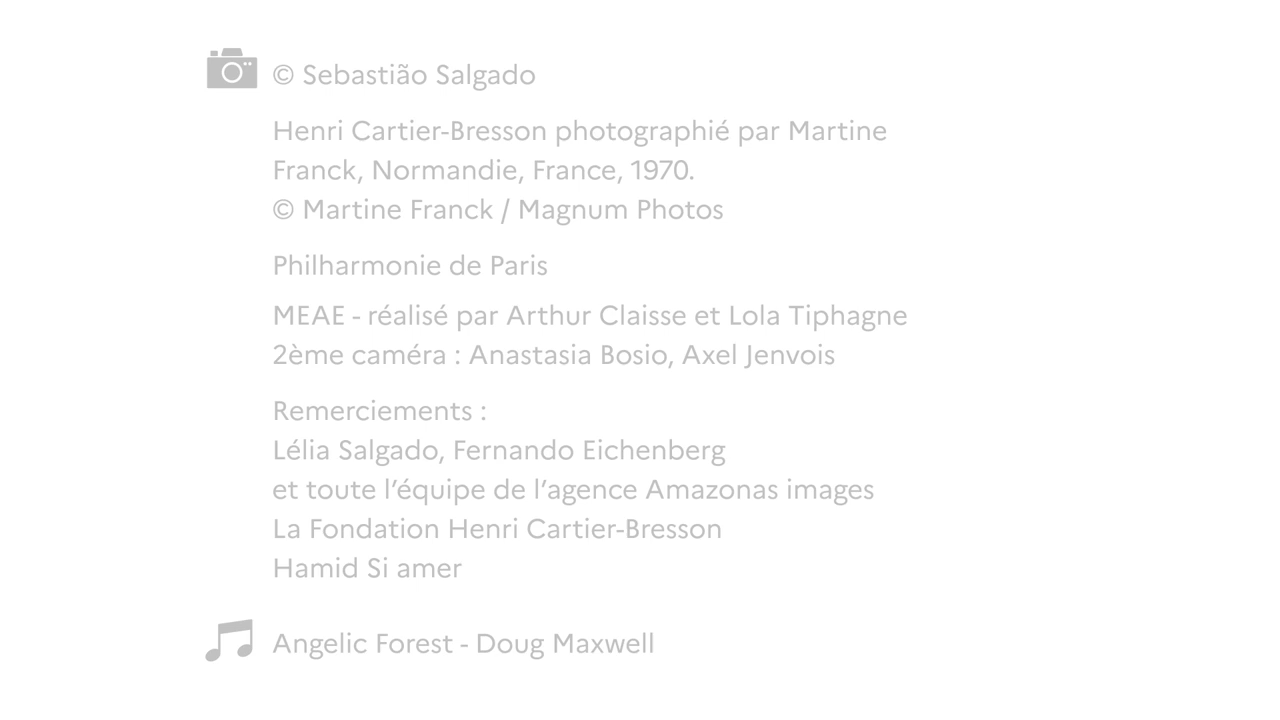 © Sebastião Salgado
Henri Cartier-Bresson photographié par Martine
Franck, Normandie, France, 1970.
© Martine Franck / Magnum Photos
Philharmonie de Paris
MEAE - réalisé par Arthur Claisse et Lola Tiphagne
2ème caméra : Anastasia Bosio, Axel Jenvois
Remerciements :
Lélia Salgado, Fernando Eichenberg
et toute l’équipe de l’agence Amazonas images
La Fondation Henri Cartier-Bresson
Hamid Si amer
Angelic Forest - Doug Maxwell